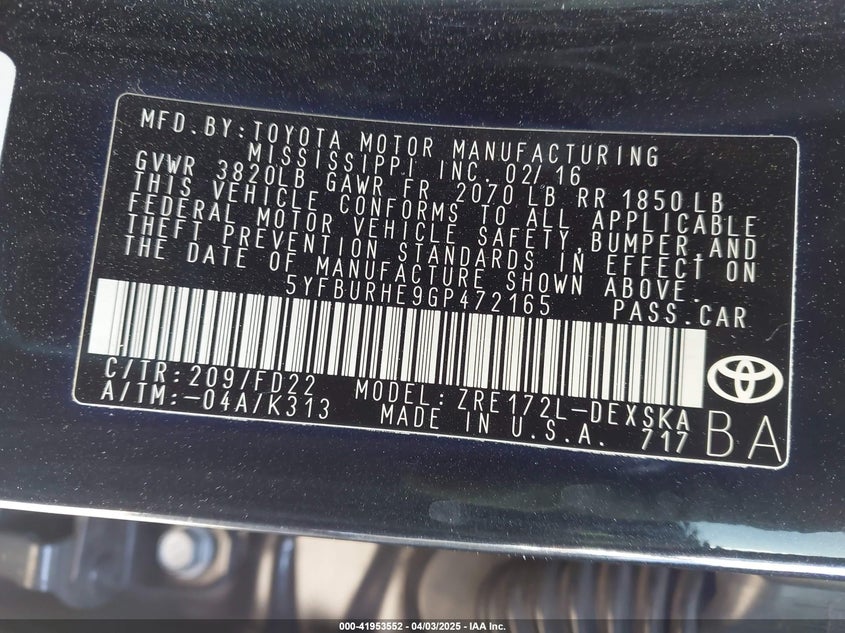 MFD.BY:TOYOTA MOTOR MANUFACTURING
MISSISSIPPI INC. 02/16
GVWR 3820LB GAWR FR 2070 LB RR 1850 LB
THIS VEHICLE CONFORMS TO ALL APPLICABLE
FEDERAL MOTOR VEHICLE SAFETY,BUMPER,AND
THEFT PREVENTION STANDARDS IN EFFECT ON
THE DATE OF MANUFACTURE SHOWN ABOVE.
5YFBURHE9GP472165 PASS.CAR
C/TR:209/FD22 MODEL:ZRE172L-DEXSKA
A/TM:-04A/K313 MADE IN U.S.A. 717
BA
000-41953552 - 04/03/2025 - IAA Inc.